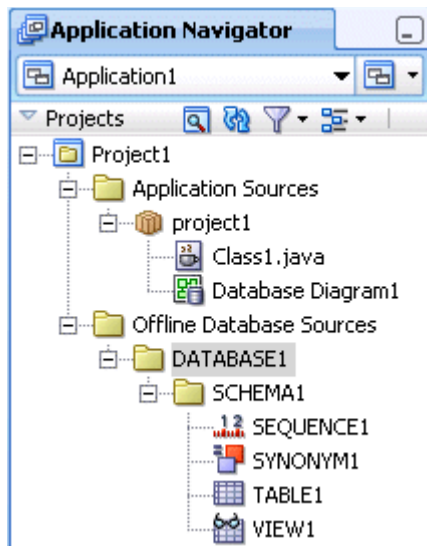 Application Navigator
Application1
Projects
Project1
Application Sources
project1
Class1.java
Database Diagram1
Offline Database Sources
DATABASE1
SCHEMA1
1 2 SEQUENCE1
SYNONYM1
TABLE1
VIEW1